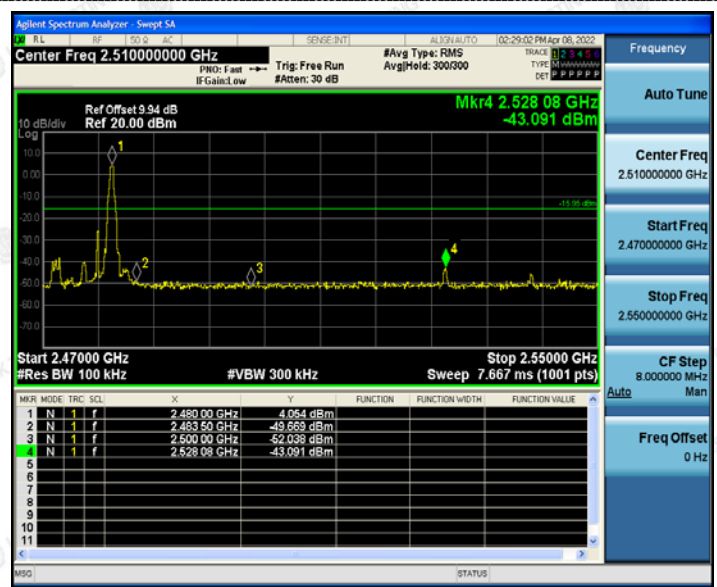 Agilent Spectrum Analyzer - Swept SA
RL RF 50 Ω AC SENSE:INT ALIGN AUTO 02:29:02 PM Apr 08, 2022
Center Freq 2.510000000 GHz
PNO: Fast
IFGain:Low
Trig: Free Run
#Atten: 30 dB
#Avg Type: RMS
Avg|Hold: 300/300
TRACE 1 2 3 4 5 6
TYPE M
DET P P P P P P
Frequency
Ref Offset 9.94 dB
Ref 20.00 dBm
Mkr4 2.528 08 GHz
-43.091 dBm
10 dB/div
Log
10.0
0.00
-10.0
-20.0
-30.0
-40.0
-50.0
-60.0
-70.0
1
2
3
4
-15.95 dBm
Start 2.47000 GHz
Stop 2.55000 GHz
#Res BW 100 kHz
#VBW 300 kHz
Sweep 7.667 ms (1001 pts)
MKR MODE TRC SCL X Y FUNCTION FUNCTION WIDTH FUNCTION VALUE
1 N 1 f 2.480 00 GHz 4.054 dBm
2 N 1 f 2.483 50 GHz -49.669 dBm
3 N 1 f 2.500 00 GHz -52.038 dBm
4 N 1 f 2.528 08 GHz -43.091 dBm
5
6
7
8
9
10
11
MSG
STATUS
Auto Tune
Center Freq
2.510000000 GHz
Start Freq
2.470000000 GHz
Stop Freq
2.550000000 GHz
CF Step
8.000000 MHz
Auto Man
Freq Offset
0 Hz